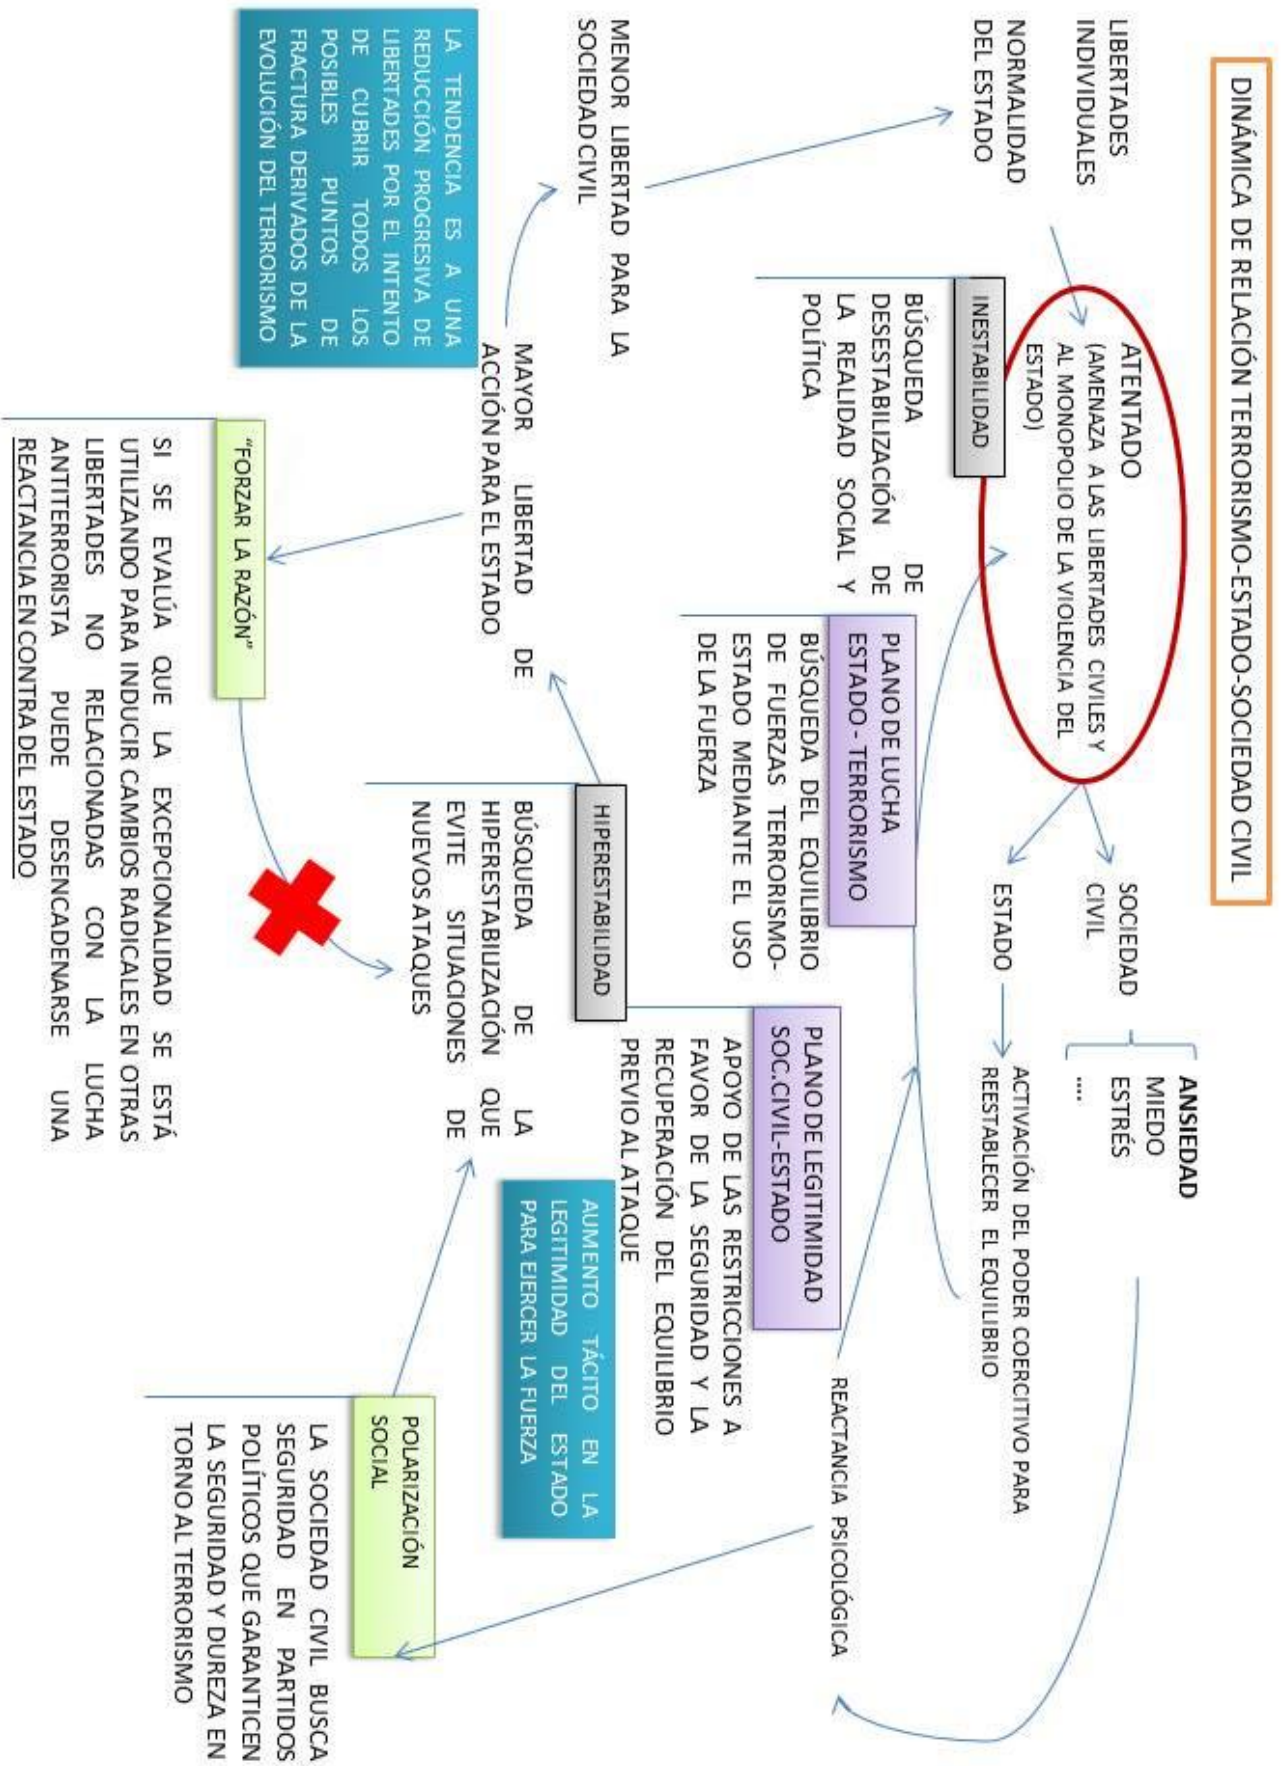 DINÁMICA DE RELACIÓN TERRORISMO-ESTADO-SOCIEDAD CIVIL
LIBERTADES
INDIVIDUALES
NORMALIDAD
DEL ESTADO
ATENTADO
(AMENAZA A LAS LIBERTADES CIVILES Y
AL MONOPOLIO DE LA VIOLENCIA DEL
ESTADO)
INESTABILIDAD
BÚSQUEDA DE
DESESTABILIZACIÓN DE
LA REALIDAD SOCIAL Y
POLÍTICA
SOCIEDAD
CIVIL
ESTADO
ANSIEDAD
MIEDO
ESTRÉS
....
ACTIVACIÓN DEL PODER COERCITIVO PARA
REESTABLECER EL EQUILIBRIO
PLANO DE LUCHA
ESTADO - TERRORISMO
BÚSQUEDA DEL EQUILIBRIO
DE FUERZAS TERRORISMO-
ESTADO MEDIANTE EL USO
DE LA FUERZA
REACTANCIA PSICOLÓGICA
PLANO DE LEGITIMIDAD
SOC.CIVIL-ESTADO
APOYO DE LAS RESTRICCIONES A
FAVOR DE LA SEGURIDAD Y LA
RECUPERACIÓN DEL EQUILIBRIO
PREVIO AL ATAQUE
MENOR LIBERTAD PARA LA
SOCIEDAD CIVIL
HIPERESTABILIDAD
BÚSQUEDA DE LA
HIPERESTABILIZACIÓN QUE
EVITE SITUACIONES DE
NUEVOS ATAQUES
AUMENTO TÁCITO EN LA
LEGITIMIDAD DEL ESTADO
PARA EJERCER LA FUERZA
MAYOR LIBERTAD DE
ACCIÓN PARA EL ESTADO
LA TENDENCIA ES A UNA
REDUCCIÓN PROGRESIVA DE
LIBERTADES POR EL INTENTO
DE CUBRIR TODOS LOS
POSIBLES PUNTOS DE
FRACTURA DERIVADOS DE LA
EVOLUCIÓN DEL TERRORISMO
POLARIZACIÓN
SOCIAL
LA SOCIEDAD CIVIL BUSCA
SEGURIDAD EN PARTIDOS
POLÍTICOS QUE GARANTICEN
LA SEGURIDAD Y DUREZA EN
TORNO AL TERRORISMO
"FORZAR LA RAZÓN"
SI SE EVALÚA QUE LA EXCEPCIONALIDAD SE ESTÁ
UTILIZANDO PARA INDUCIR CAMBIOS RADICALES EN OTRAS
LIBERTADES NO RELACIONADAS CON LA LUCHA
ANTITERRORISTA PUEDE DESENCADENARSE UNA
REACTANCIA EN CONTRA DEL ESTADO